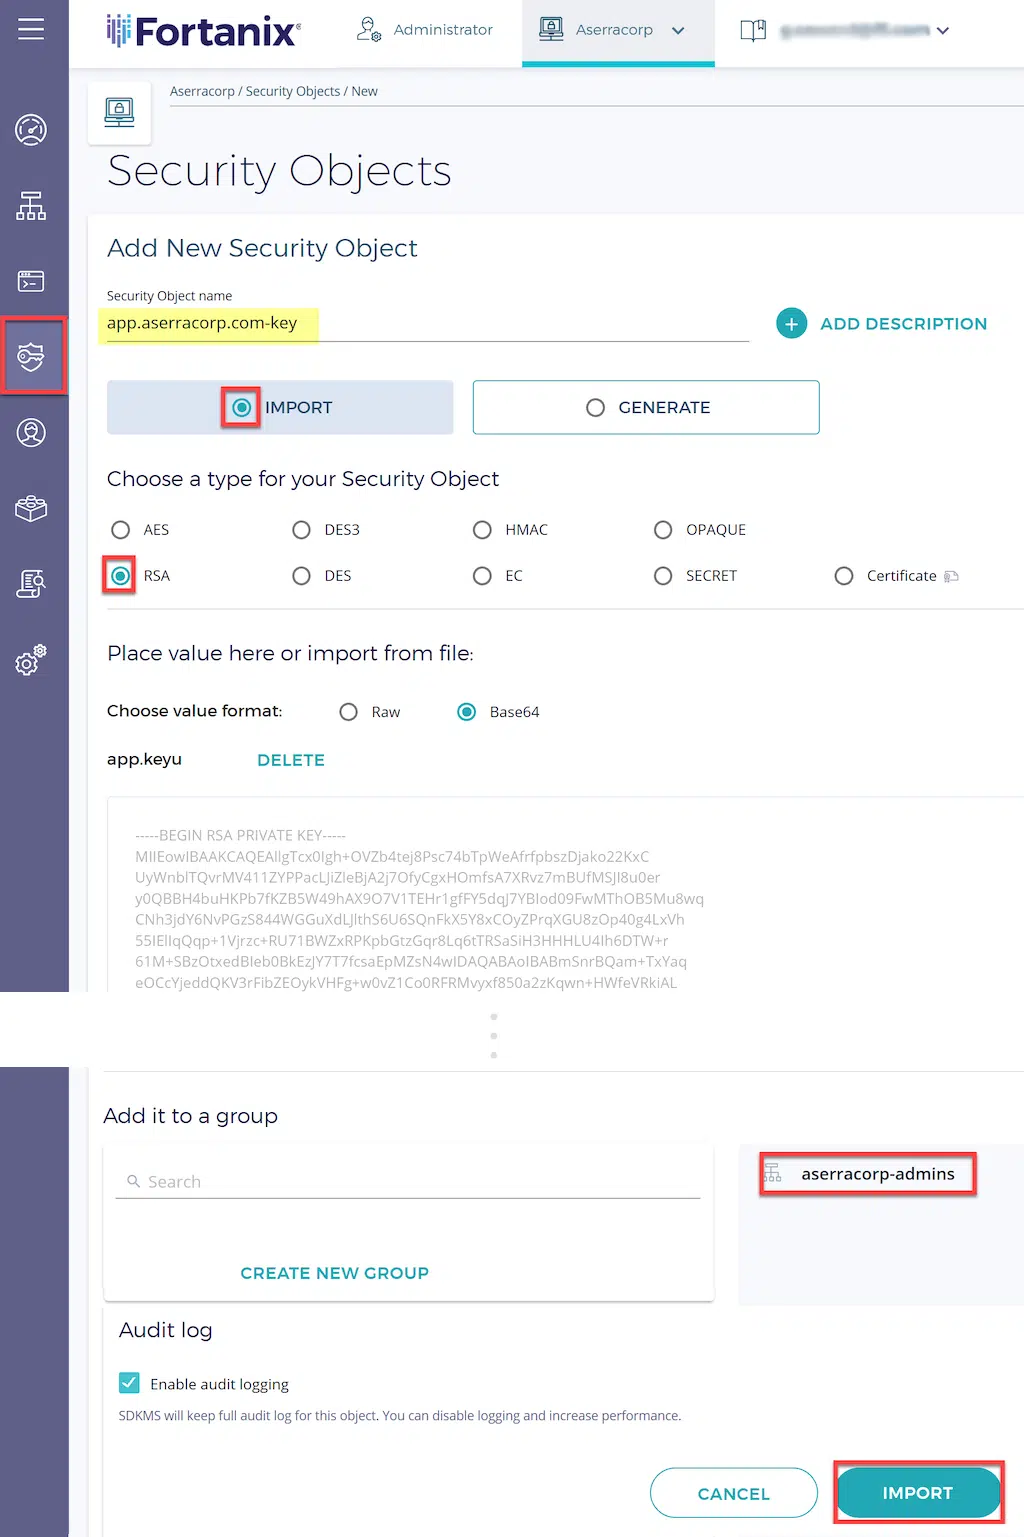 Fortanix
Administrator
Aserracorp
Aserracorp / Security Objects / New
Security Objects
Add New Security Object
Security Object name
app.aserracorp.com-key
ADD DESCRIPTION
IMPORT
GENERATE
Choose a type for your Security Object
AES DES3 HMAC OPAQUE
RSA DES EC SECRET Certificate
Place value here or import from file:
Choose value format: Raw Base64
app.keyu DELETE
-----BEGIN RSA PRIVATE KEY-----
MIIEowIBAAKCAQEAllgTcx0Igh+OVZb4tej8Psc74bTpWeAfrfpbszDjako22KxC
UyWnblTQvrMV411ZYPPacLJiZleBjA2j7OfyCgxHOmfsA7XRvz7mBUfMSJI8u0er
y0QBBH4buHKPb7fKZB5W49hAX9O7V1TEHr1gfFY5dqJ7YBlod09FwMThOB5Mu8wq
CNh3jdY6NvPGzS844WGGuXdLJlthS6U6SQnFkX5Y8xCOyZPrqXGU8zOp40g4LxVh
55IElIqQqp+1Vjrzc+RU71BWZxRPKpbGtzGqr8Lq6tTRSaSiH3HHHLU4Ih6DTW+r
61M+SBzOtxedBIeb0BkEzJY7T7fcsaEpMZsN4wIDAQABAoIBABmSnrBQam+TxYaq
eOCcYjeddQKV3rFibZEOykVHFg+w0vZ1Co0RFRMvyxf850a2zKqwn+HWfeVRkiAL
Add it to a group
Search
aserracorp-admins
CREATE NEW GROUP
Audit log
Enable audit logging
SDKMS will keep full audit log for this object. You can disable logging and increase performance.
CANCEL
IMPORT